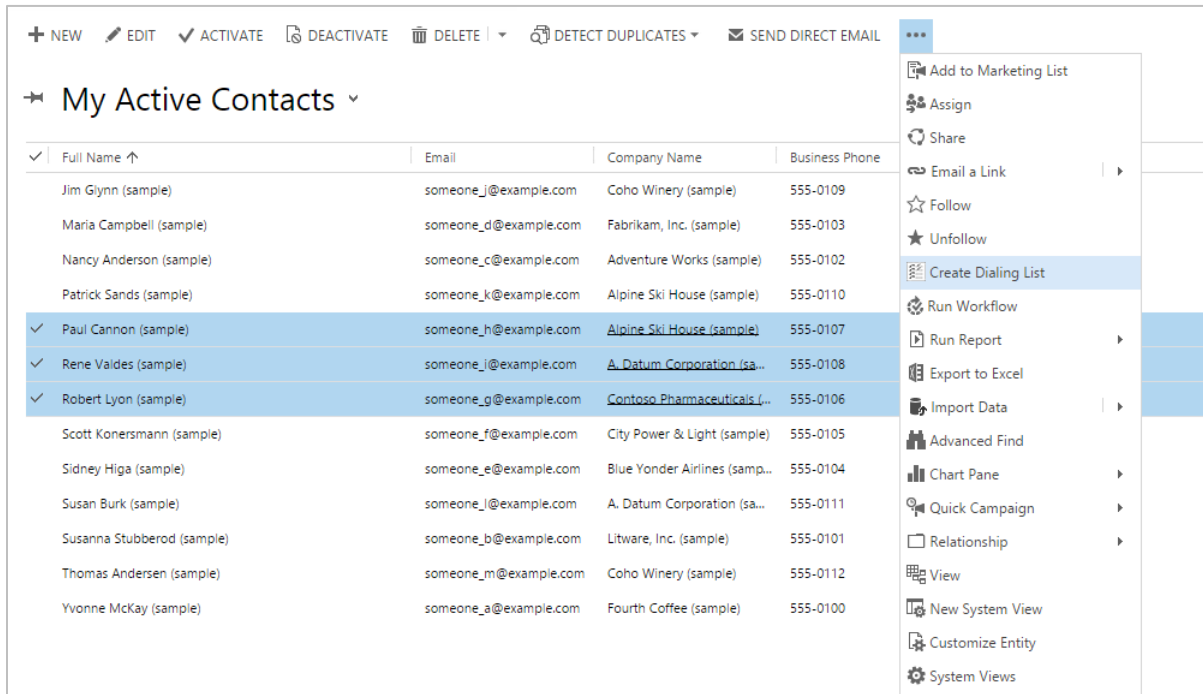 NEW EDIT ACTIVATE DEACTIVATE DELETE DETECT DUPLICATES SEND DIRECT EMAIL •••
My Active Contacts
Full Name Email Company Name Business Phone
Jim Glynn (sample) someone_j@example.com Coho Winery (sample) 555-0109
Maria Campbell (sample) someone_d@example.com Fabrikam, Inc. (sample) 555-0103
Nancy Anderson (sample) someone_c@example.com Adventure Works (sample) 555-0102
Patrick Sands (sample) someone_k@example.com Alpine Ski House (sample) 555-0110
Paul Cannon (sample) someone_h@example.com Alpine Ski House (sample) 555-0107
Rene Valdes (sample) someone_i@example.com A. Datum Corporation (sa... 555-0108
Robert Lyon (sample) someone_g@example.com Contoso Pharmaceuticals (... 555-0106
Scott Konersmann (sample) someone_f@example.com City Power & Light (sample) 555-0105
Sidney Higa (sample) someone_e@example.com Blue Yonder Airlines (samp... 555-0104
Susan Burk (sample) someone_l@example.com A. Datum Corporation (sa... 555-0111
Susanna Stubberod (sample) someone_b@example.com Litware, Inc. (sample) 555-0101
Thomas Andersen (sample) someone_m@example.com Coho Winery (sample) 555-0112
Yvonne McKay (sample) someone_a@example.com Fourth Coffee (sample) 555-0100
Add to Marketing List
Assign
Share
Email a Link
Follow
Unfollow
Create Dialing List
Run Workflow
Run Report
Export to Excel
Import Data
Advanced Find
Chart Pane
Quick Campaign
Relationship
View
New System View
Customize Entity
System Views